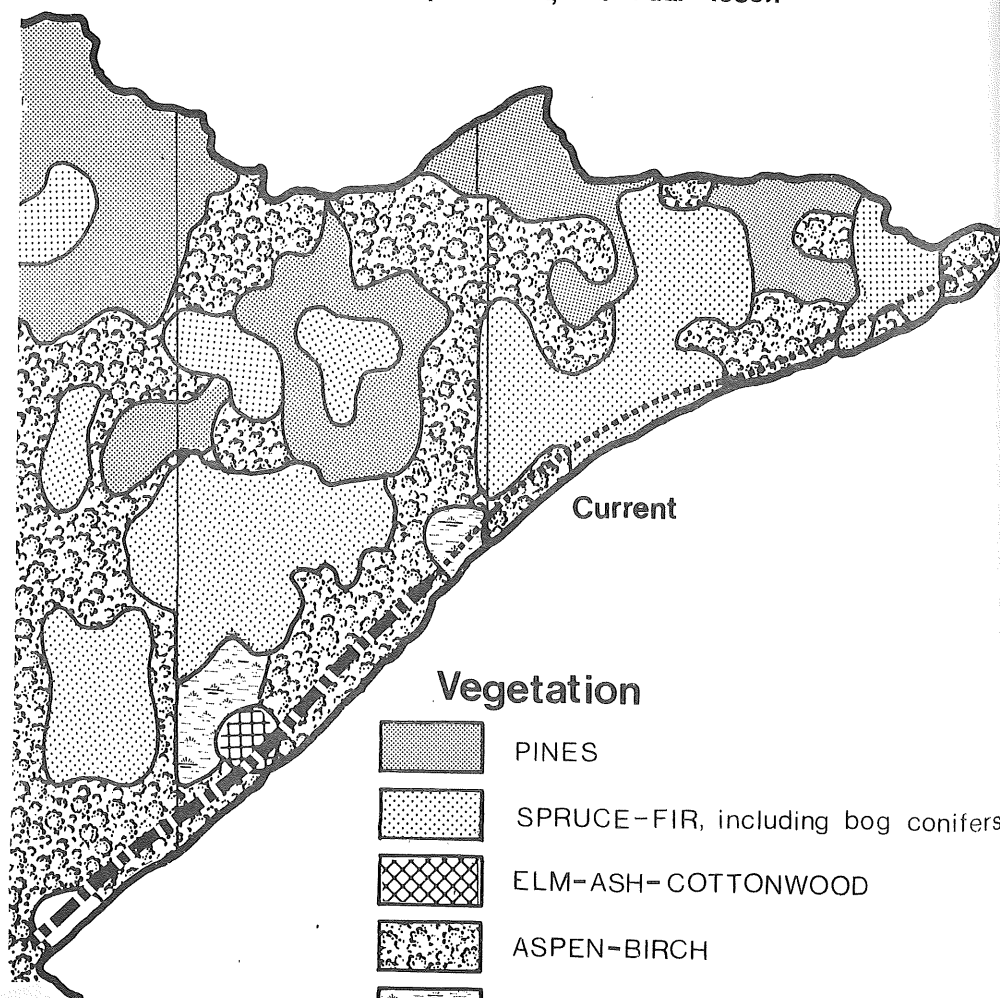 Current
Vegetation
PINES
SPRUCE-FIR, including bog conifers
ELM-ASH-COTTONWOOD
ASPEN-BIRCH